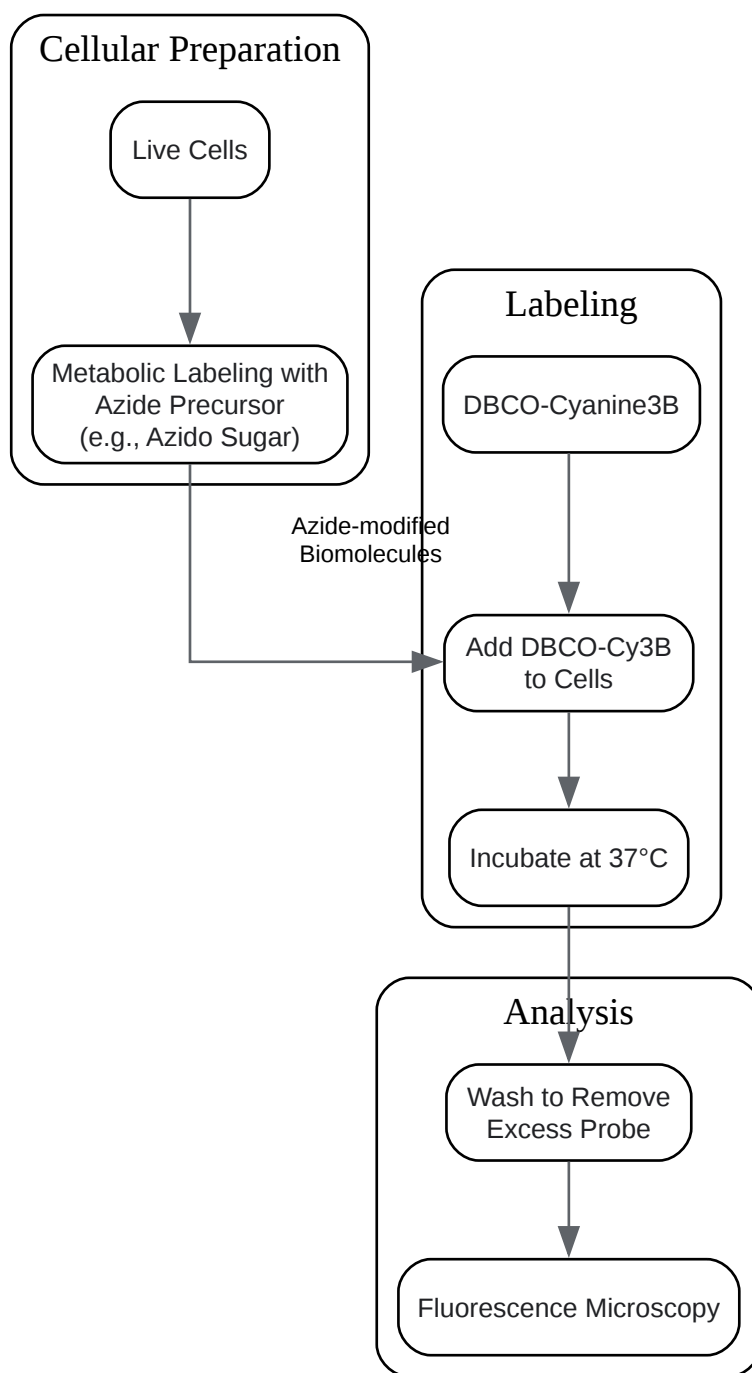 Cellular Preparation
Live Cells
Metabolic Labeling with
Azide Precursor
(e.g., Azido Sugar)
Azide-modified
Biomolecules
Labeling
DBCO-Cyanine3B
Add DBCO-Cy3B
to Cells
Incubate at 37°C
Analysis
Wash to Remove
Excess Probe
Fluorescence Microscopy